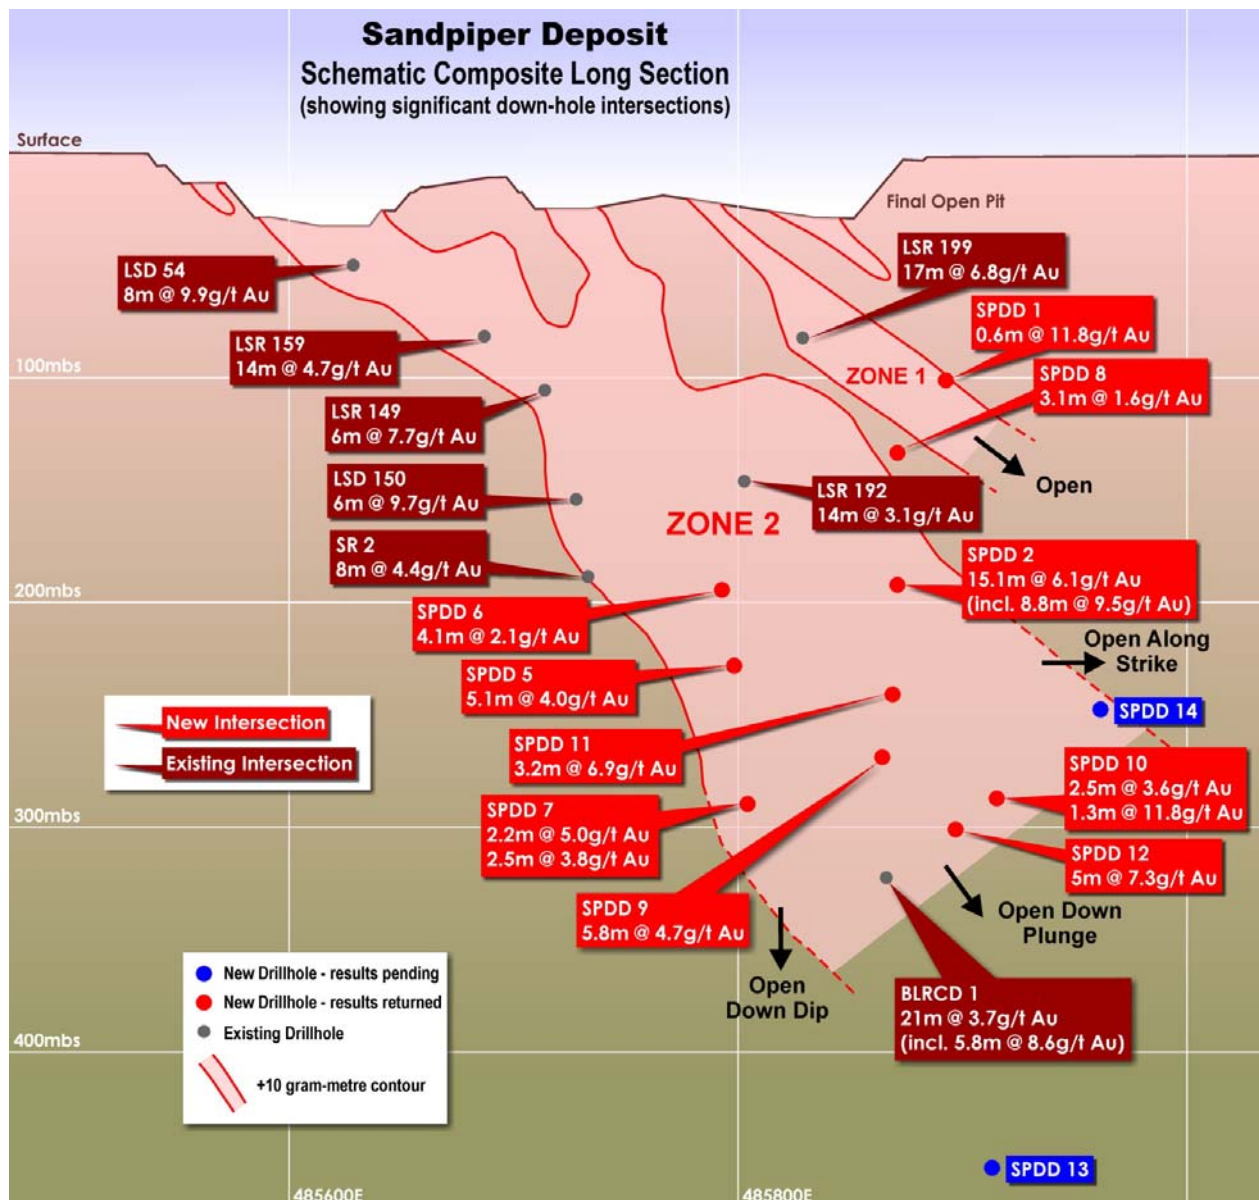 Sandpiper Deposit
Schematic Composite Long Section
(showing significant down-hole intersections)
Surface
Final Open Pit
LSD 54
8m @ 9.9g/t Au
LSR 199
17m @ 6.8g/t Au
SPDD 1
0.6m @ 11.8g/t Au
LSR 159
14m @ 4.7g/t Au
100mbs
ZONE 1
SPDD 8
3.1m @ 1.6g/t Au
LSR 149
6m @ 7.7g/t Au
Open
LSD 150
6m @ 9.7g/t Au
LSR 192
14m @ 3.1g/t Au
ZONE 2
SR 2
8m @ 4.4g/t Au
SPDD 2
15.1m @ 6.1g/t Au
(incl. 8.8m @ 9.5g/t Au)
200mbs
SPDD 6
4.1m @ 2.1g/t Au
Open Along
Strike
SPDD 5
5.1m @ 4.0g/t Au
SPDD 14
New Intersection
Existing Intersection
SPDD 11
3.2m @ 6.9g/t Au
SPDD 10
2.5m @ 3.6g/t Au
1.3m @ 11.8g/t Au
300mbs
SPDD 7
2.2m @ 5.0g/t Au
2.5m @ 3.8g/t Au
SPDD 12
5m @ 7.3g/t Au
SPDD 9
5.8m @ 4.7g/t Au
Open Down
Plunge
Open
Down Dip
BLRCD 1
21m @ 3.7g/t Au
(incl. 5.8m @ 8.6g/t Au)
New Drillhole - results pending
New Drillhole - results returned
Existing Drillhole
+10 gram-metre contour
400mbs
SPDD 13
485600E
485800E